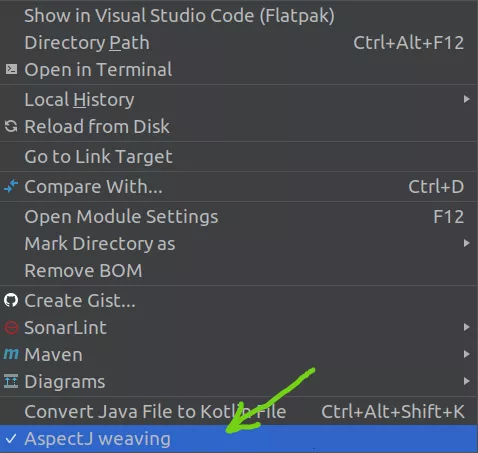 Show in Visual Studio Code (Flatpak)
Directory Path Ctrl+Alt+F12
Open in Terminal
Local History
Reload from Disk
Go to Link Target
Compare With... Ctrl+D
Open Module Settings F12
Mark Directory as
Remove BOM
Create Gist...
SonarLint
m Maven
Diagrams
Convert Java File to Kotlin File Ctrl+Alt+Shift+K
AspectJ weaving